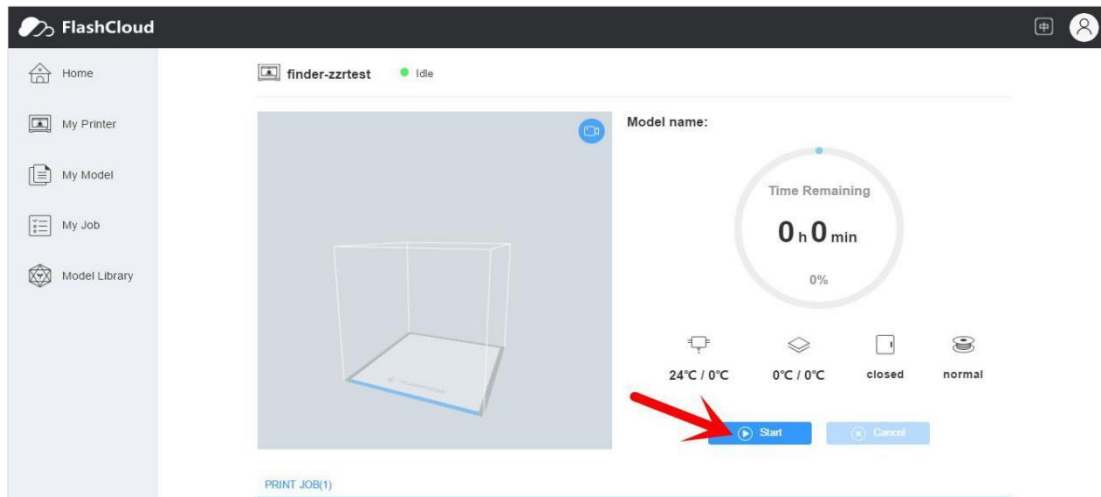 FlashCloud
中
Home
finder-zzrtest
Idle
My Printer
Model name:
My Model
Time Remaining
My Job
0 h 0 min
Model Library
0%
24℃ / 0℃
0℃ / 0℃
closed
normal
Start
Cancel
PRINT JOB(1)